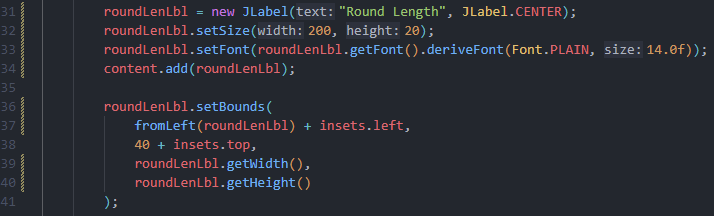 31 roundLenLbl = new JLabel(text: "Round Length", JLabel.CENTER);
32 roundLenLbl.setSize(width: 200, height: 20);
33 roundLenLbl.setFont(roundLenLbl.getFont().deriveFont(Font.PLAIN, size: 14.0f));
34 content.add(roundLenLbl);
35
36 roundLenLbl.setBounds(
37 fromLeft(roundLenLbl) + insets.left,
38 40 + insets.top,
39 roundLenLbl.getWidth(),
40 roundLenLbl.getHeight()
41 );